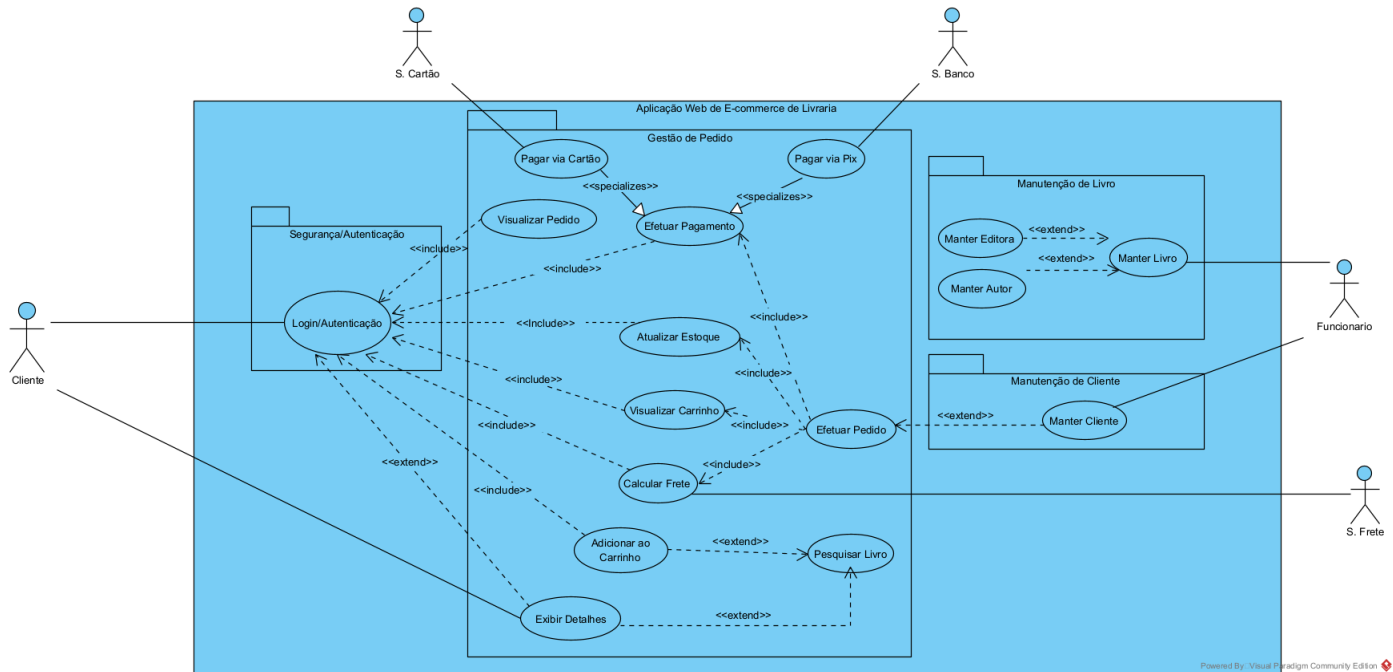 S. Cartão
S. Banco
Aplicação Web de E-commerce de Livraria
Gestão de Pedido
Pagar via Cartão
Pagar via Pix
<<specializes>>
<<specializes>>
Manutenção de Livro
Visualizar Pedido
Efetuar Pagamento
Segurança/Autenticação
<<include>>
<<include>>
Manter Editora
<<extend>>
Manter Livro
<<extend>>
Manter Autor
Cliente
Login/Autenticação
<<Include>>
<<include>>
Atualizar Estoque
Funcionario
<<include>>
<<include>>
Manutenção de Cliente
Visualizar Carrinho
<<include>>
<<include>>
Efetuar Pedido
<<extend>>
Manter Cliente
<<extend>>
<<include>>
Calcular Frete
<<include>>
S. Frete
Adicionar ao
Carrinho
<<extend>>
Pesquisar Livro
Exibir Detalhes
<<extend>>
Powered By Visual Paradigm Community Edition